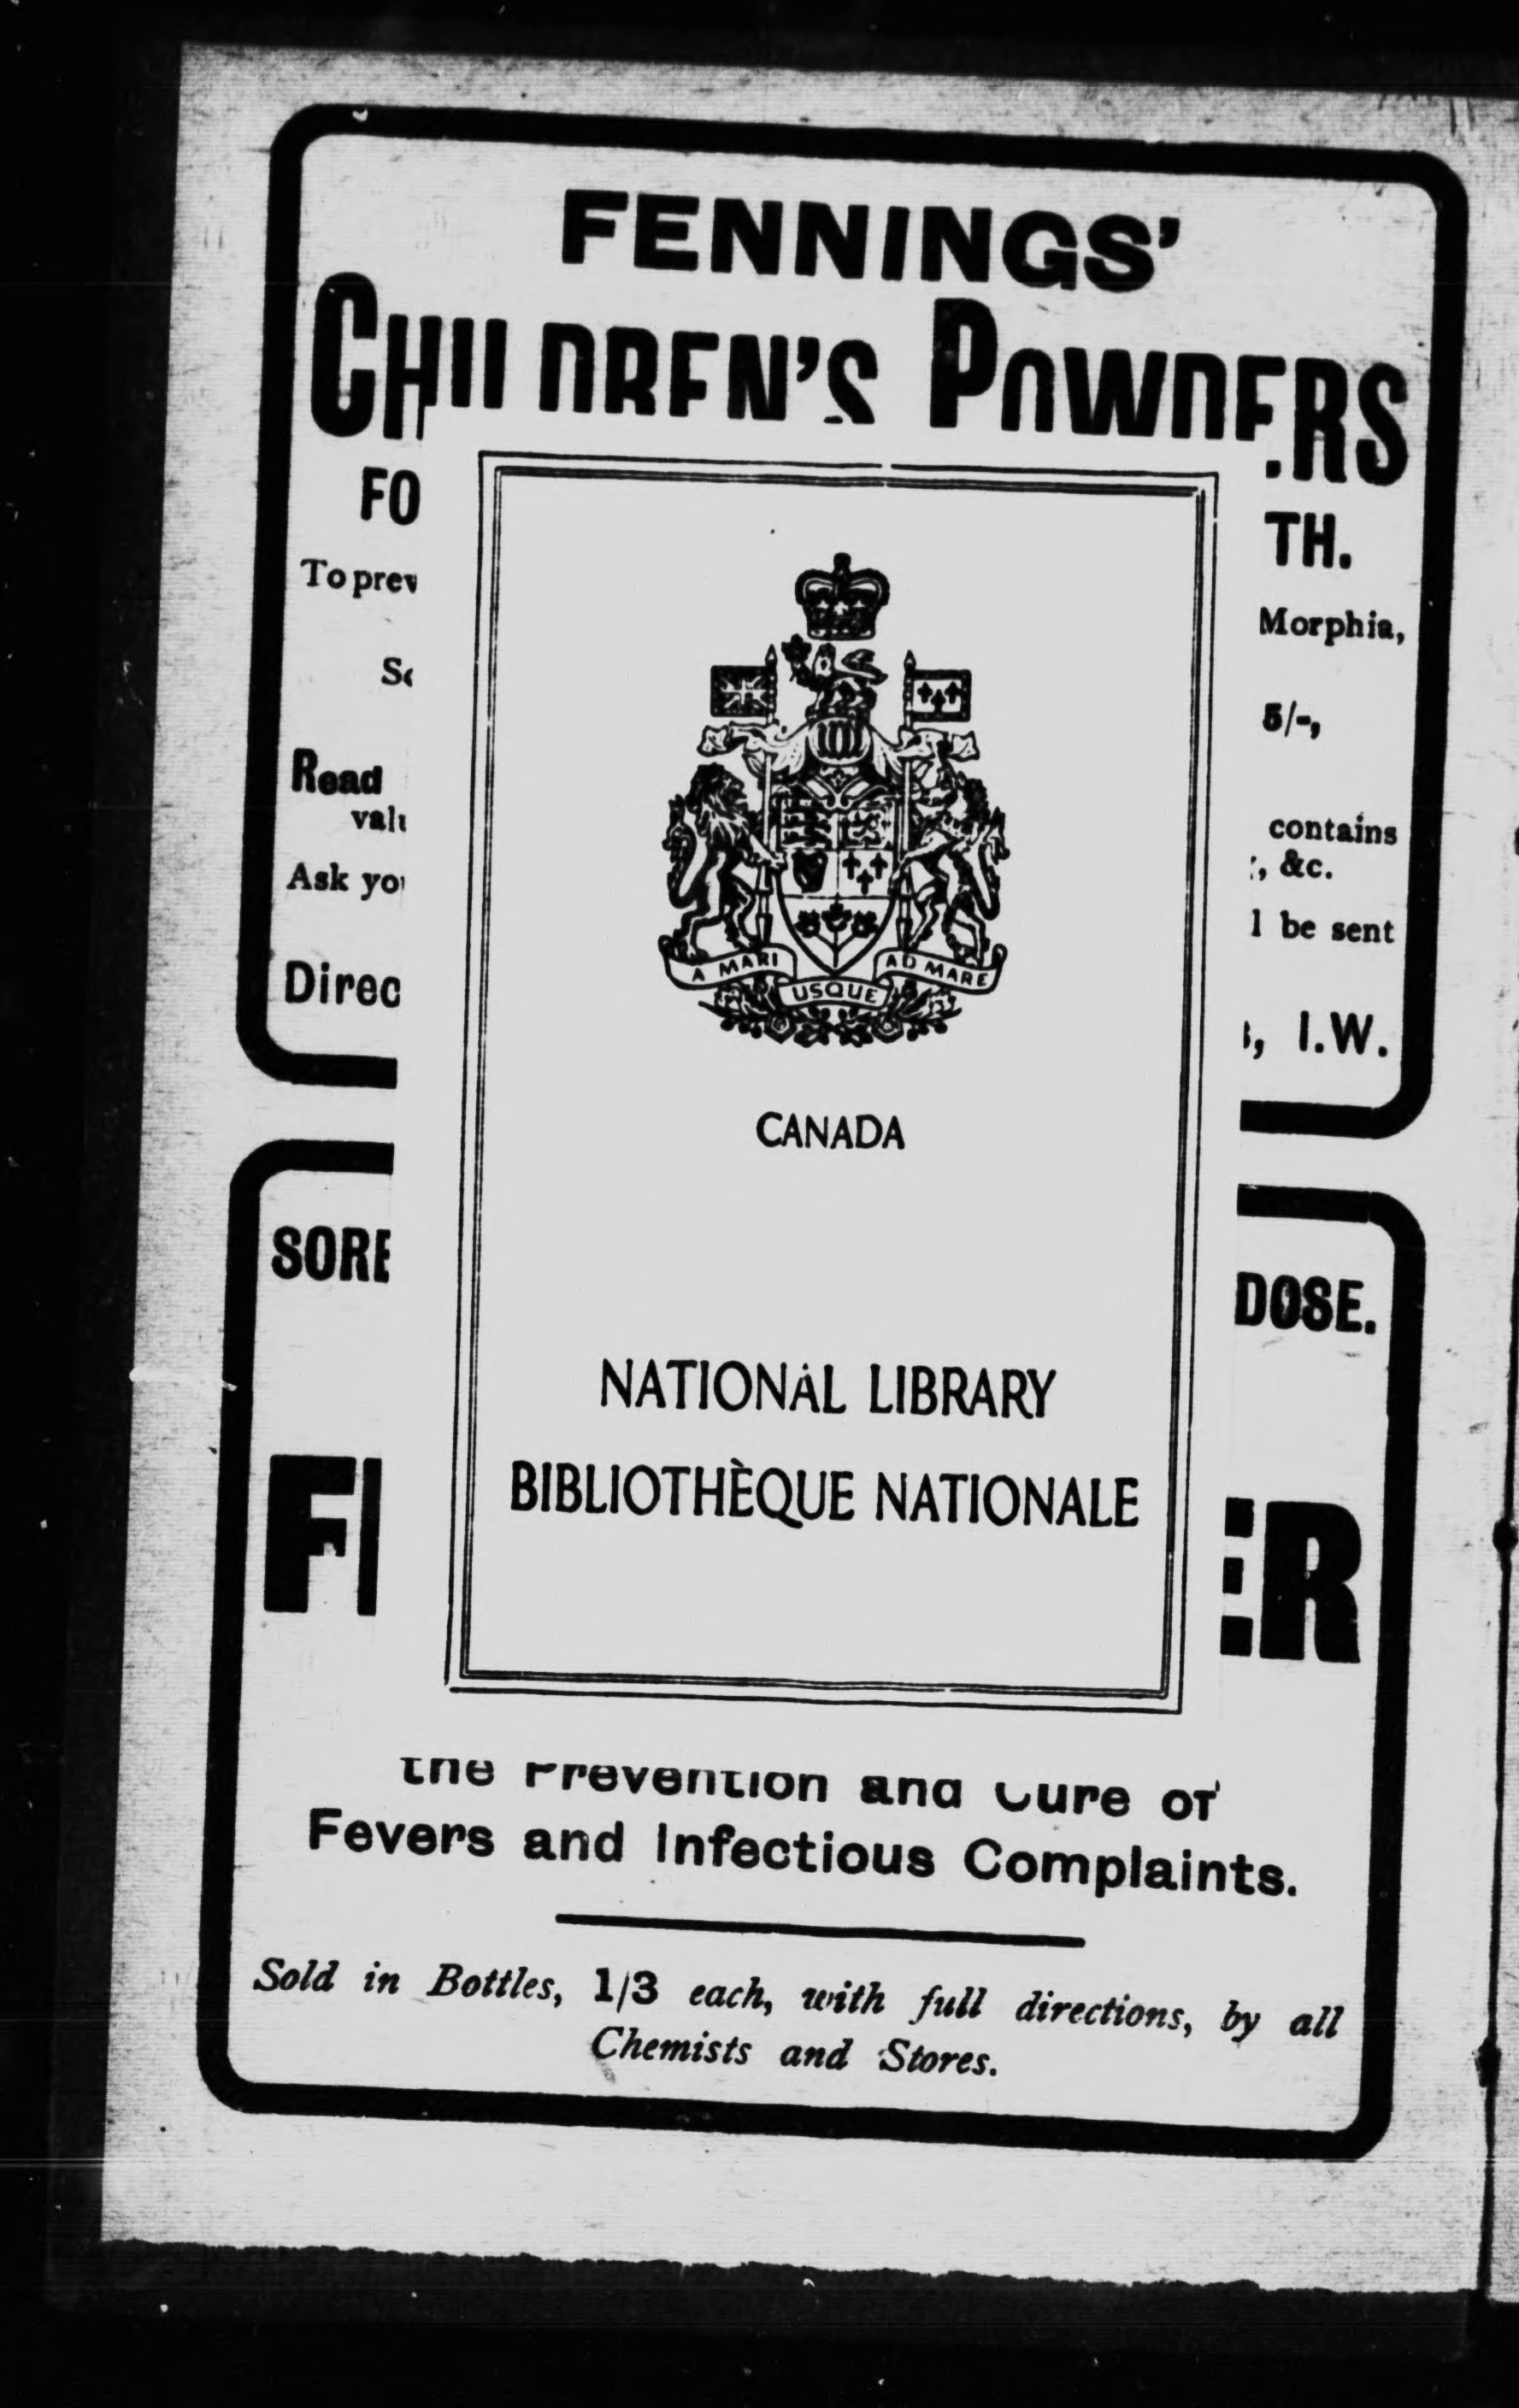 FENNINGS'
CHILDREN'S POWDERS
FO
TH.
To prev
Morphia,
5/-,
Read
valu
contains
&c.
Ask you
be sent
Direc
I.W.
A MARI USQUE AD MARE
CANADA
SORE
DOSE.
NATIONAL LIBRARY
BIBLIOTHÈQUE NATIONALE
ER
the Prevention and Cure of
Fevers and Infectious Complaints.
Sold in Bottles, 1/3 each, with full directions, by all
Chemists and Stores.